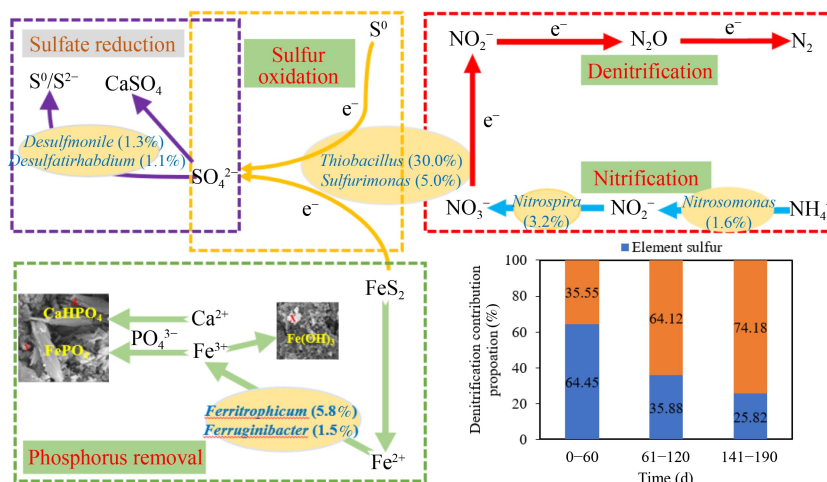 Sulfate reduction
S⁰/S²⁻
CaSO₄
Desulfmonile (1.3%)
Desulfatirhabdium (1.1%)
SO₄²⁻
Sulfur
oxidation
S⁰
e⁻
e⁻
Thiobacillus (30.0%)
Sulfurimonas (5.0%)
NO₂⁻
e⁻
N₂O
e⁻
N₂
Denitrification
e⁻
Nitrification
NO₃⁻
Nitrospira
(3.2%)
NO₂⁻
Nitrosomonas
(1.6%)
NH₄
FeS₂
CaHPO₄
FePO₄
PO₄³⁻
Ca²⁺
Fe³⁺
Fe(OH)₃
Ferritrophicum (5.8%)
Ferruginibacter (1.5%)
Fe²⁺
Phosphorus removal
Element sulfur
Denitrification contribution
propoation (%)
100
80
60
40
20
0
35.55
64.12
74.18
64.45
35.88
25.82
0−60
61−120
141−190
Time (d)